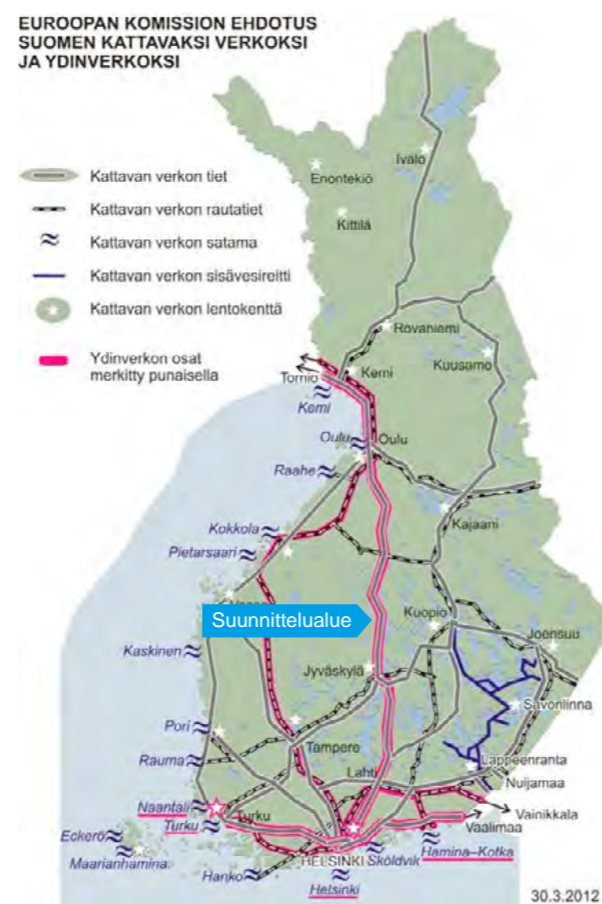 EUROOPAN KOMISSION EHDOTUS
SUOMEN KATTAVAKSI VERKOKSI
JA YDINVERKOKSI
Kattavan verkon tiet
Kattavan verkon rautatiet
Kattavan verkon satama
Kattavan verkon sisävesireitti
Kattavan verkon lentokenttä
Ydinverkon osat
merkitty punaisella
Ivalo
Enontekiö
Kittilä
Rovaniemi
Kuusamo
Tornio
Kemi
Kemi
Oulu
Oulu
Raahe
Kajaani
Kokkola
Pietarsaari
Suunnittelualue
Kuopio
Joensuu
Kaskinen
Jyväskylä
Savonlinna
Pori
Tampere
Rauma
Lappeenranta
Lahti
Nuijamaa
Naantali
Turku
Vainikkala
Turku
Vaalimaa
Eckerö
HELSINKI
Sköldvik
Hamina–Kotka
Maarianhamina
Hanko
Helsinki
30.3.2012